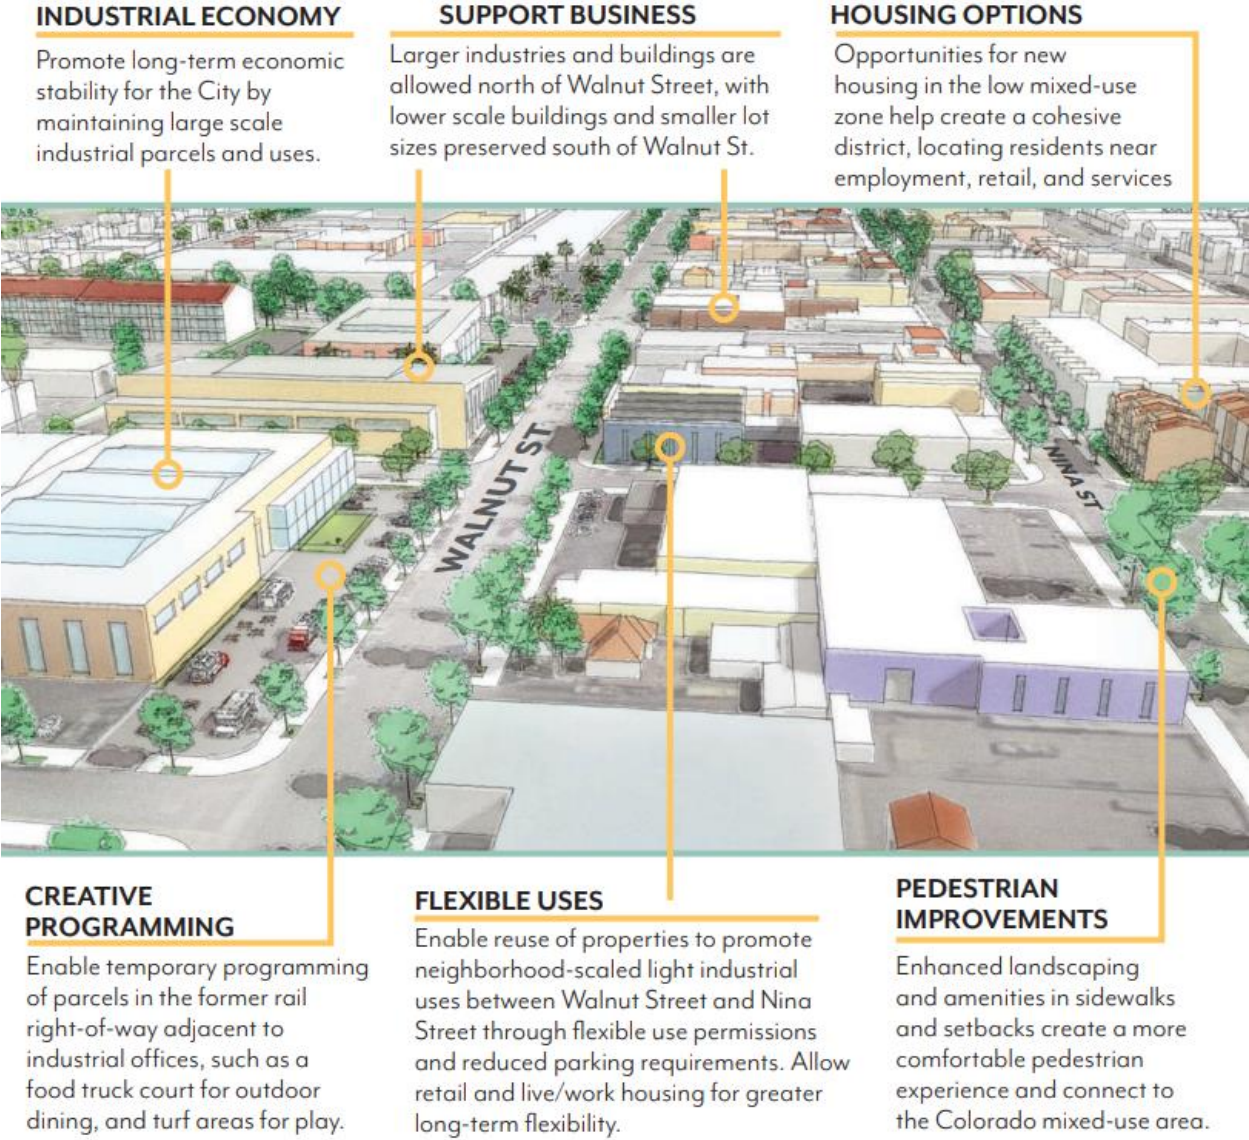 INDUSTRIAL ECONOMY
Promote long-term economic
stability for the City by
maintaining large scale
industrial parcels and uses.
SUPPORT BUSINESS
Larger industries and buildings are
allowed north of Walnut Street, with
lower scale buildings and smaller lot
sizes preserved south of Walnut St.
HOUSING OPTIONS
Opportunities for new
housing in the low mixed-use
zone help create a cohesive
district, locating residents near
employment, retail, and services
WALNUT ST
NINA ST
CREATIVE
PROGRAMMING
Enable temporary programming
of parcels in the former rail
right-of-way adjacent to
industrial offices, such as a
food truck court for outdoor
dining, and turf areas for play.
FLEXIBLE USES
Enable reuse of properties to promote
neighborhood-scaled light industrial
uses between Walnut Street and Nina
Street through flexible use permissions
and reduced parking requirements. Allow
retail and live/work housing for greater
long-term flexibility.
PEDESTRIAN
IMPROVEMENTS
Enhanced landscaping
and amenities in sidewalks
and setbacks create a more
comfortable pedestrian
experience and connect to
the Colorado mixed-use area.